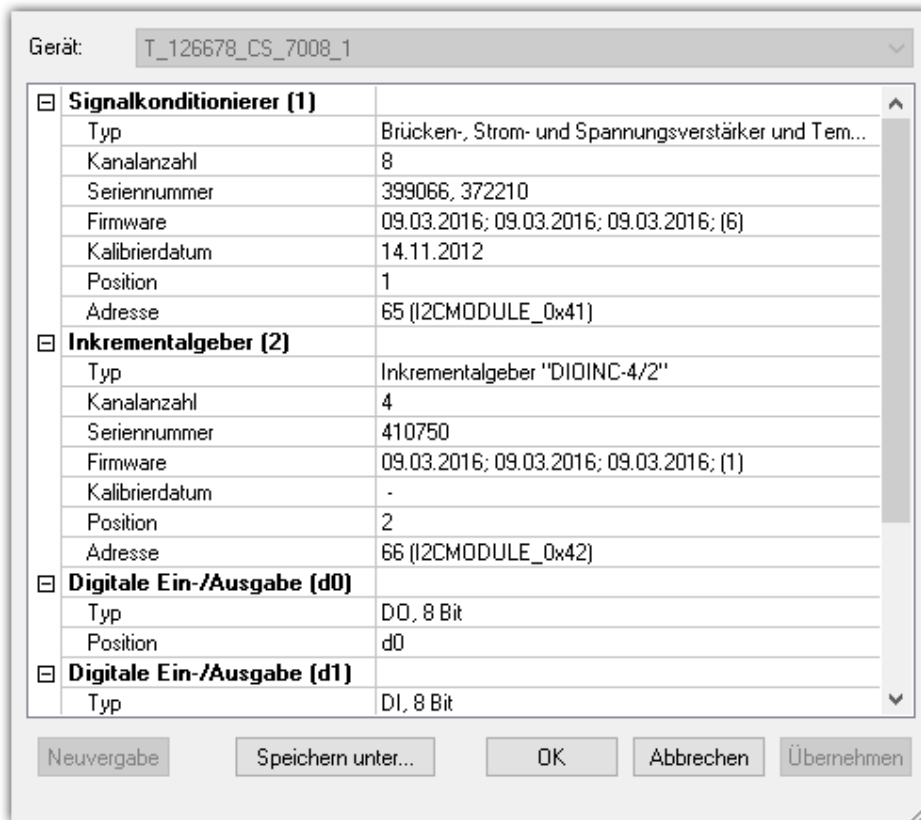 Gerät: T_126678_CS_7008_1
Signalkonditionierer (1)
Typ Brücken-, Strom- und Spannungsverstärker und Tem...
Kanalanzahl 8
Seriennummer 399066, 372210
Firmware 09.03.2016; 09.03.2016; 09.03.2016; (6)
Kalibrierdatum 14.11.2012
Position 1
Adresse 65 (I2CMODULE_0x41)
Inkrementalgeber (2)
Typ Inkrementalgeber "DIOINC-4/2"
Kanalanzahl 4
Seriennummer 410750
Firmware 09.03.2016; 09.03.2016; 09.03.2016; (1)
Kalibrierdatum -
Position 2
Adresse 66 (I2CMODULE_0x42)
Digitale Ein-/Ausgabe (d0)
Typ DO, 8 Bit
Position d0
Digitale Ein-/Ausgabe (d1)
Typ DI, 8 Bit
Neuvergabe Speichern unter... OK Abbrechen Übernehmen